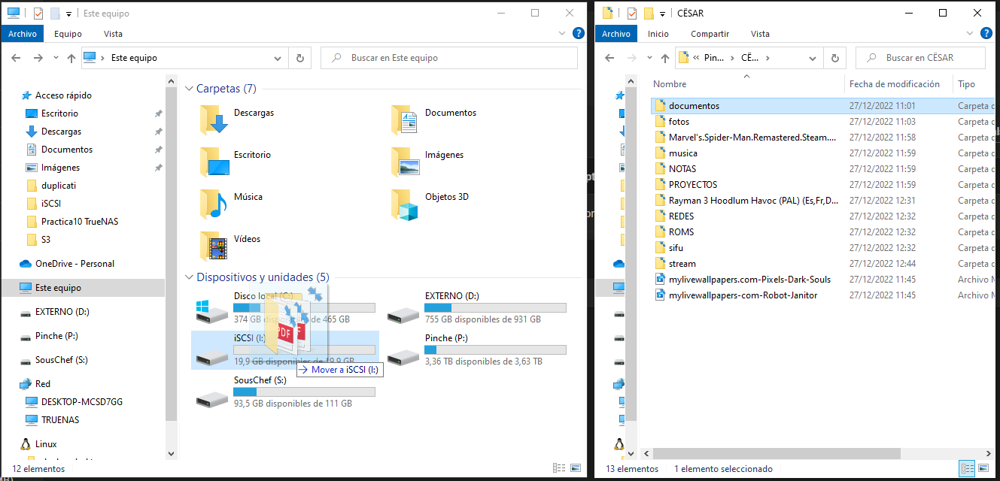 Este equipo
Archivo Equipo Vista
Este equipo
Buscar en Este equipo
Acceso rápido
Escritorio
Descargas
Documentos
Imágenes
duplicati
iSCSI
Practica10 TrueNAS
S3
OneDrive - Personal
Este equipo
EXTERNO (D:)
Pinche (P:)
SousChef (S:)
Red
DESKTOP-MCSD7GG
TRUENAS
Linux
12 elementos
Carpetas (7)
Descargas
Documentos
Escritorio
Imágenes
Música
Objetos 3D
Vídeos
Dispositivos y unidades (5)
Disco local (C:)
374 GB disponibles de 465 GB
EXTERNO (D:)
755 GB disponibles de 931 GB
iSCSI (I:)
19,9 GB disponibles de 19,9 GB
PDF
Mover a iSCSI (I:)
Pinche (P:)
3,36 TB disponibles de 3,63 TB
SousChef (S:)
93,5 GB disponibles de 111 GB
CËSAR
Archivo Inicio Compartir Vista
« Pin... CË...
Buscar en CËSAR
Nombre Fecha de modificación Tipo
documentos 27/12/2022 11:01 Carpeta
fotos 27/12/2022 11:03 Carpeta
Marvel's.Spider-Man.Remastered.Steam.... 27/12/2022 11:58 Carpeta
musica 27/12/2022 11:59 Carpeta
NOTAS 27/12/2022 11:59 Carpeta
PROYECTOS 27/12/2022 11:59 Carpeta
Rayman 3 Hoodlum Havoc (PAL) (Es,Fr,D... 27/12/2022 12:31 Carpeta
REDES 27/12/2022 12:32 Carpeta
ROMS 27/12/2022 12:32 Carpeta
sifu 27/12/2022 12:32 Carpeta
stream 27/12/2022 12:44 Carpeta
mylivewallpapers.com-Pixels-Dark-Souls 27/12/2022 11:45 Archivo
mylivewallpapers-com-Robot-Janitor 27/12/2022 11:45 Archivo
13 elementos 1 elemento seleccionado